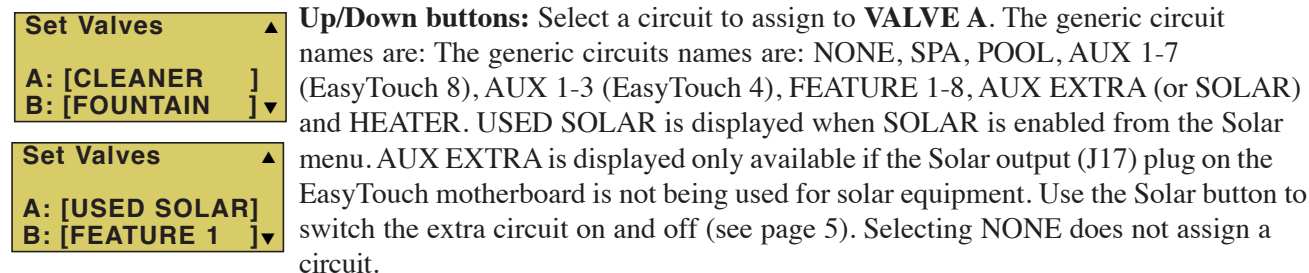 Set Valves ▲
A: [CLEANER ]
B: [FOUNTAIN ]▼
Set Valves ▲
A: [USED SOLAR]
B: [FEATURE 1 ]▼
Up/Down buttons: Select a circuit to assign to VALVE A. The generic circuit
names are: The generic circuits names are: NONE, SPA, POOL, AUX 1-7
(EasyTouch 8), AUX 1-3 (EasyTouch 4), FEATURE 1-8, AUX EXTRA (or SOLAR)
and HEATER. USED SOLAR is displayed when SOLAR is enabled from the Solar
menu. AUX EXTRA is displayed only available if the Solar output (J17) plug on the
EasyTouch motherboard is not being used for solar equipment. Use the Solar button to
switch the extra circuit on and off (see page 5). Selecting NONE does not assign a
circuit.